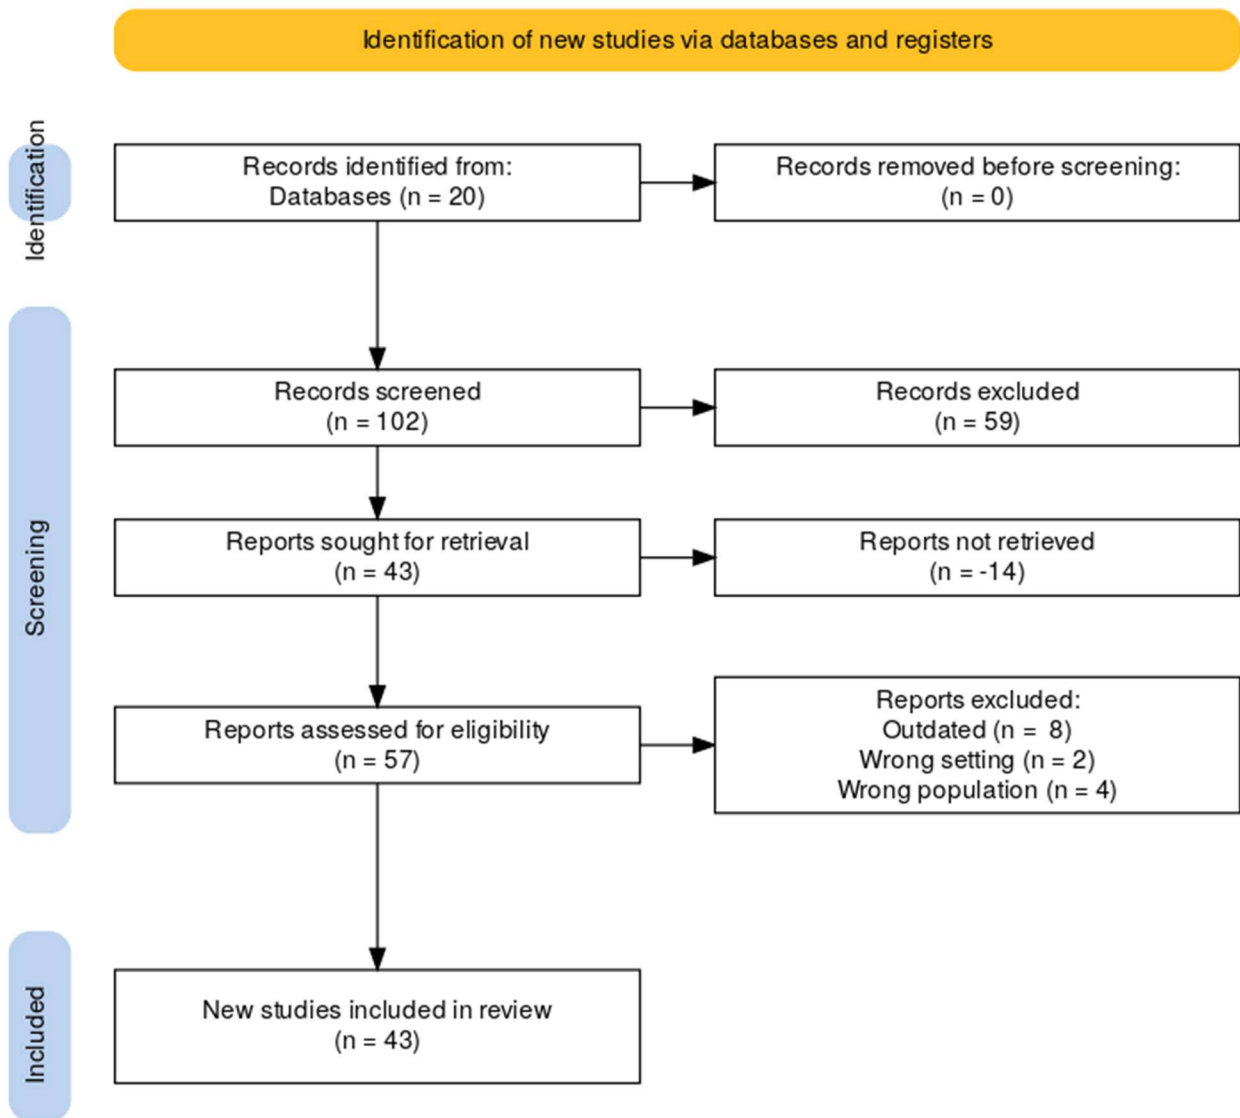 Identification of new studies via databases and registers
Identification
Records identified from:
Databases (n = 20)
Records removed before screening:
(n = 0)
Screening
Records screened
(n = 102)
Records excluded
(n = 59)
Reports sought for retrieval
(n = 43)
Reports not retrieved
(n = -14)
Reports assessed for eligibility
(n = 57)
Reports excluded:
Outdated (n =  8)
Wrong setting (n = 2)
Wrong population (n = 4)
Included
New studies included in review
(n = 43)